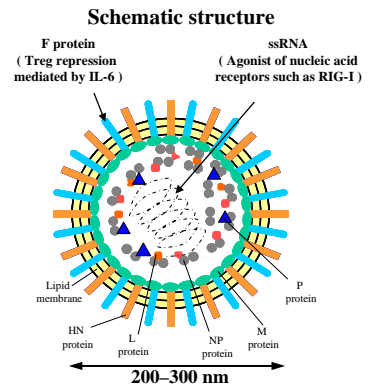 Schematic structure
F protein
( Treg repression
mediated by IL-6 )
ssRNA
( Agonist of nucleic acid
receptors such as RIG-I )
Lipid
membrane
HN
protein
L
protein
NP
protein
M
protein
P
protein
200–300 nm